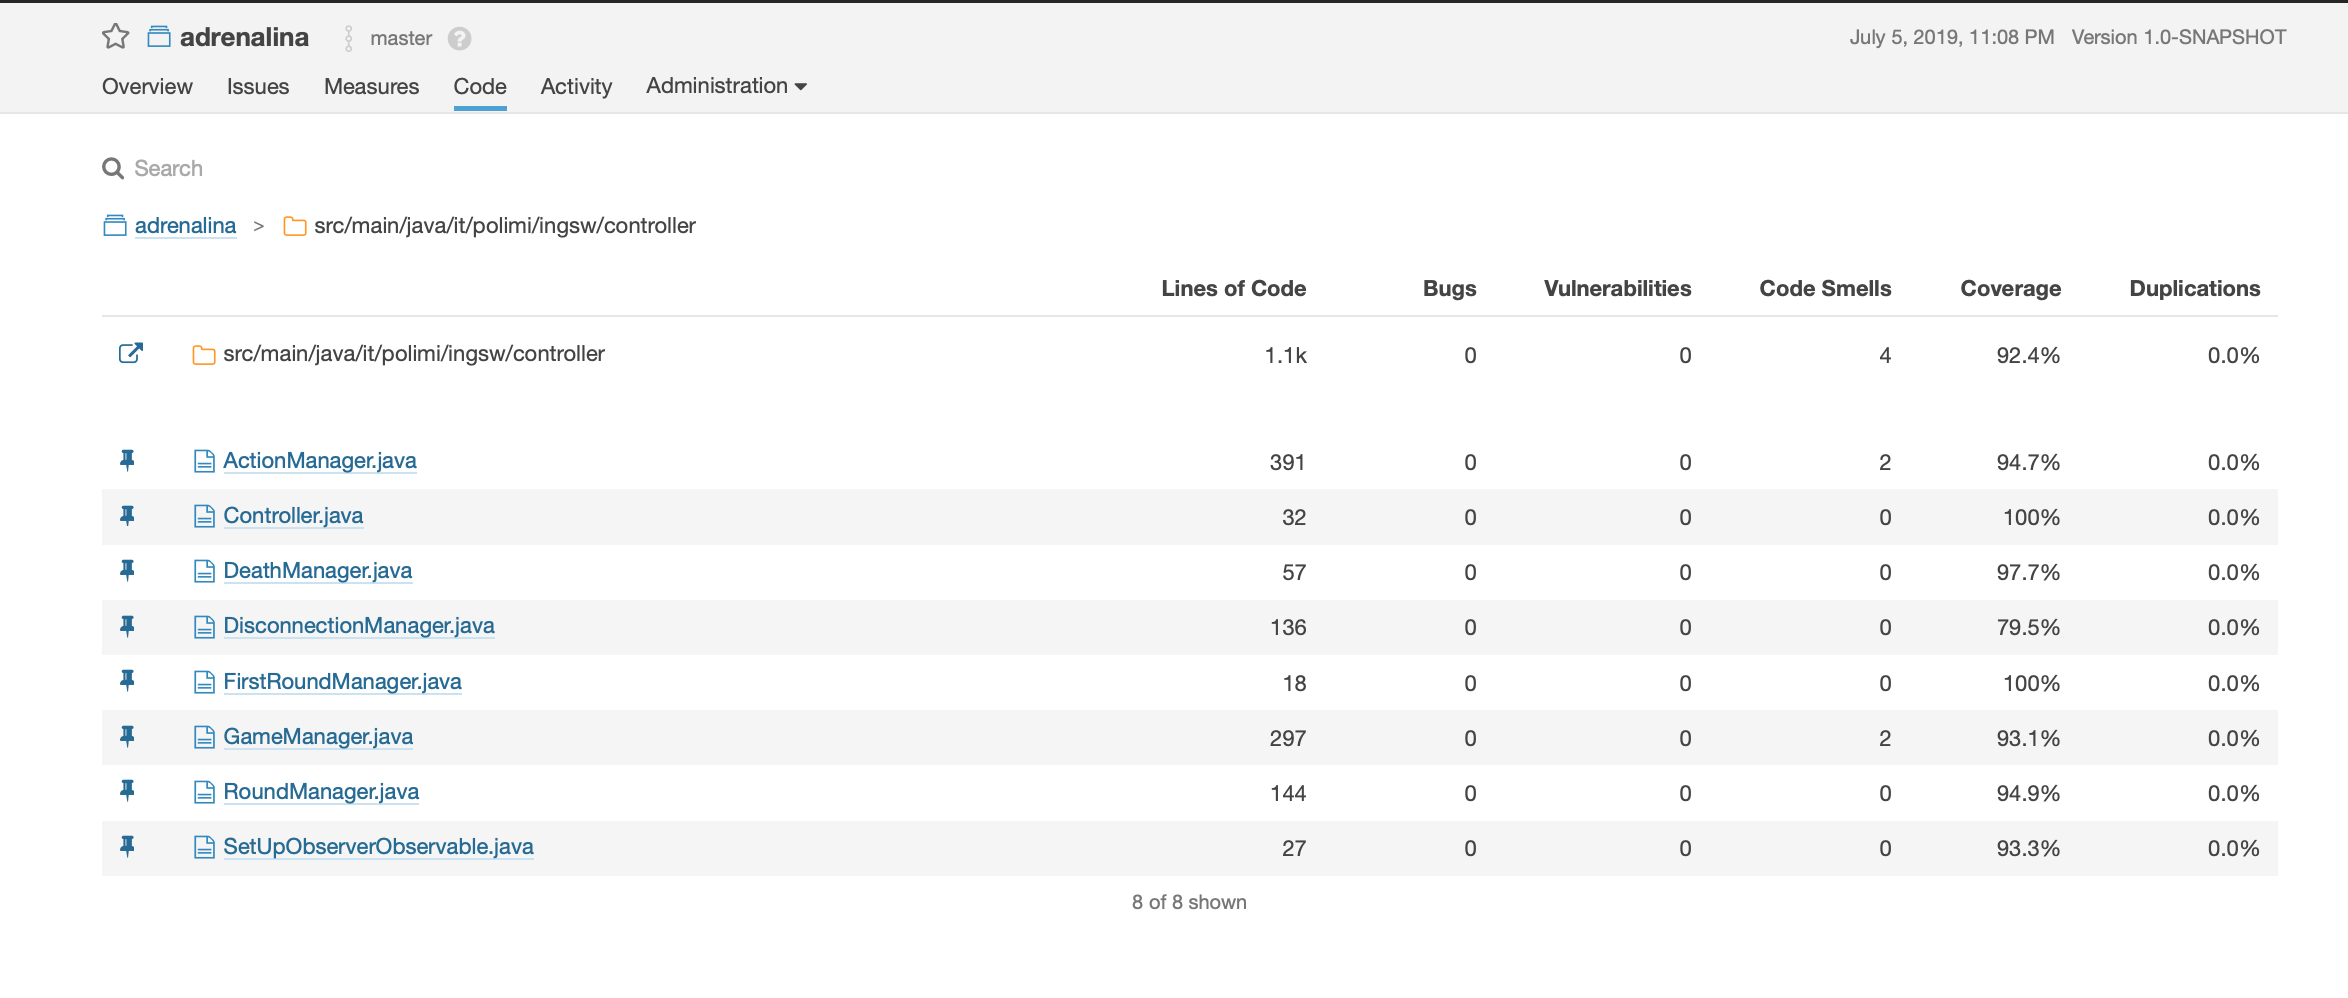 adrenalina master ? July 5, 2019, 11:08 PM Version 1.0-SNAPSHOT
Overview Issues Measures Code Activity Administration
Search
adrenalina > src/main/java/it/polimi/ingsw/controller
Lines of Code Bugs Vulnerabilities Code Smells Coverage Duplications
src/main/java/it/polimi/ingsw/controller 1.1k 0 0 4 92.4% 0.0%
ActionManager.java 391 0 0 2 94.7% 0.0%
Controller.java 32 0 0 0 100% 0.0%
DeathManager.java 57 0 0 0 97.7% 0.0%
DisconnectionManager.java 136 0 0 0 79.5% 0.0%
FirstRoundManager.java 18 0 0 0 100% 0.0%
GameManager.java 297 0 0 2 93.1% 0.0%
RoundManager.java 144 0 0 0 94.9% 0.0%
SetUpObserverObservable.java 27 0 0 0 93.3% 0.0%
8 of 8 shown